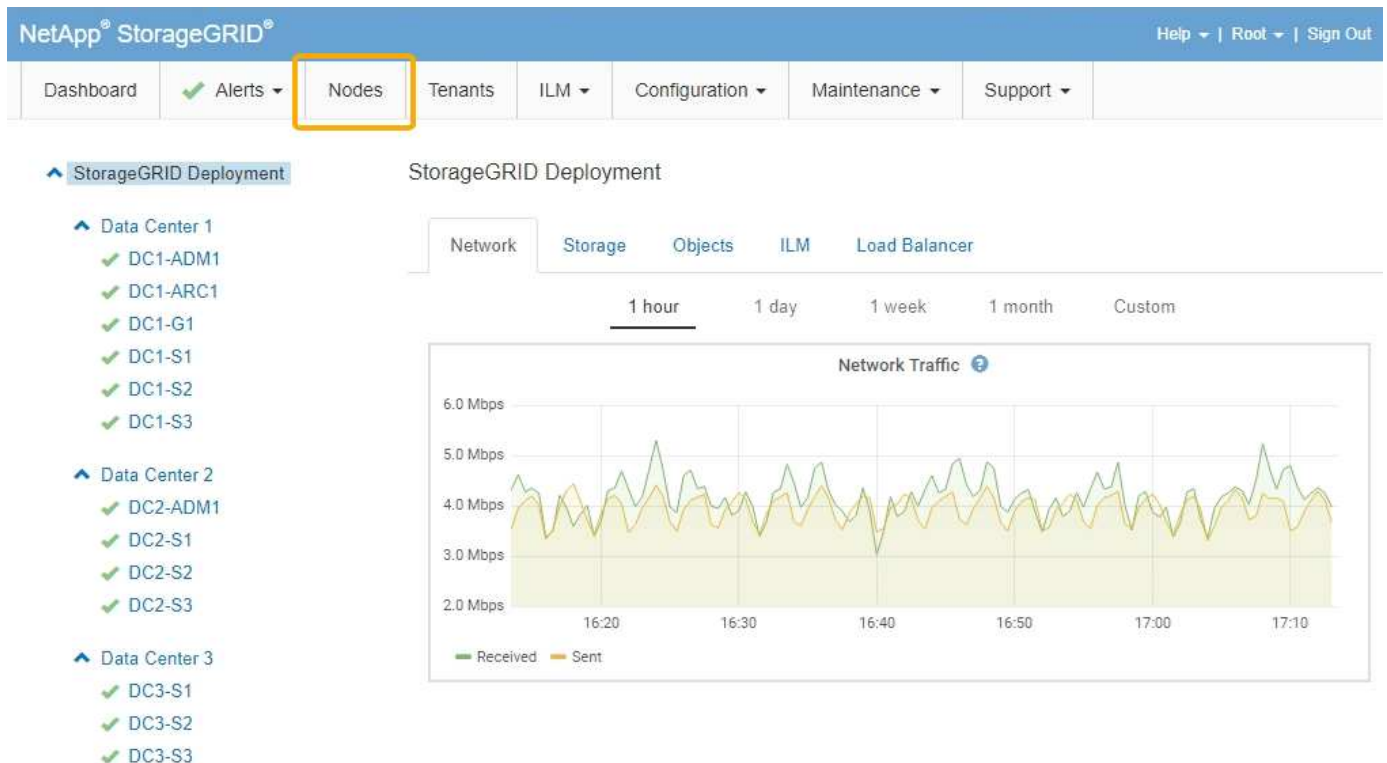 NetApp® StorageGRID®
Help | Root | Sign Out
Dashboard Alerts Nodes Tenants ILM Configuration Maintenance Support
StorageGRID Deployment
Data Center 1
DC1-ADM1
DC1-ARC1
DC1-G1
DC1-S1
DC1-S2
DC1-S3
Data Center 2
DC2-ADM1
DC2-S1
DC2-S2
DC2-S3
Data Center 3
DC3-S1
DC3-S2
DC3-S3
StorageGRID Deployment
Network Storage Objects ILM Load Balancer
1 hour 1 day 1 week 1 month Custom
Network Traffic ?
6.0 Mbps
5.0 Mbps
4.0 Mbps
3.0 Mbps
2.0 Mbps
16:20 16:30 16:40 16:50 17:00 17:10
Received Sent